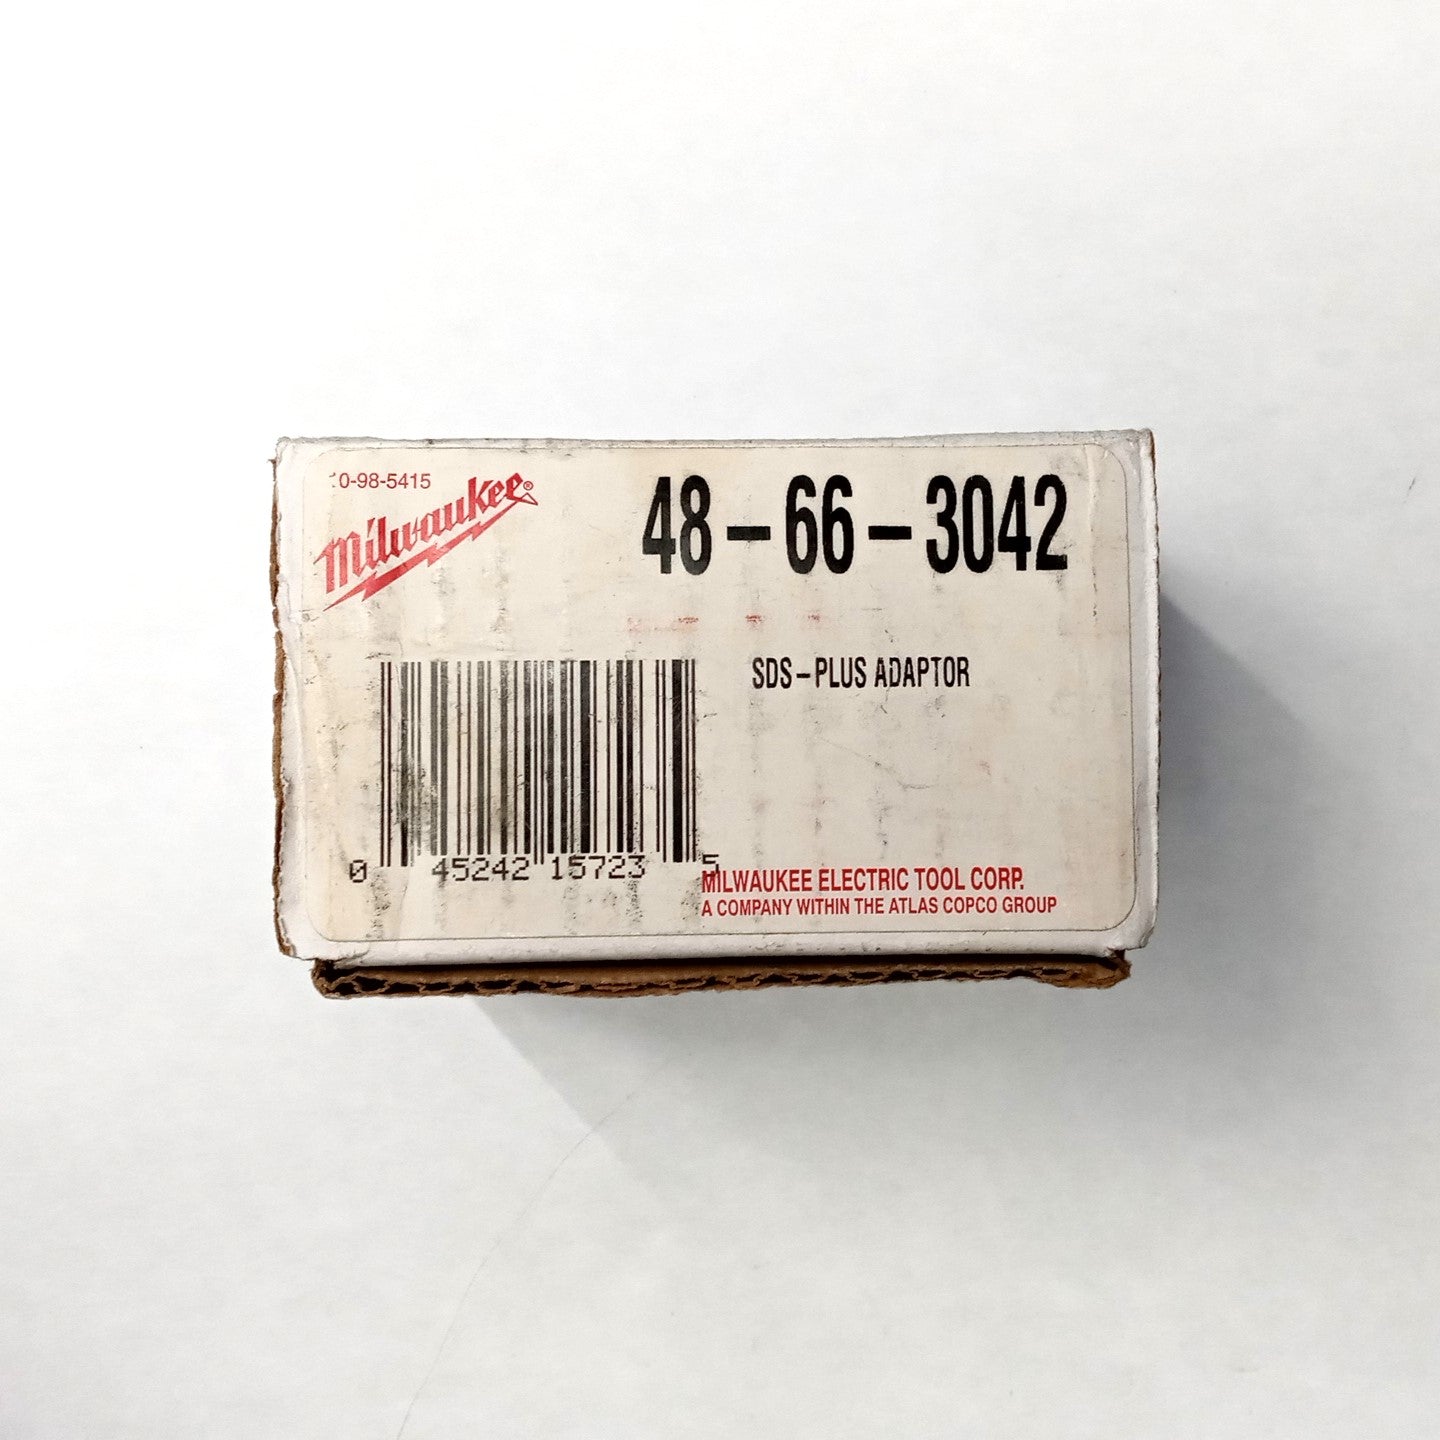 10-98-5415
Milwaukee®
48-66-3042
SDS-PLUS ADAPTOR
0 45242 15723 5
MILWAUKEE ELECTRIC TOOL CORP.
A COMPANY WITHIN THE ATLAS COPCO GROUP